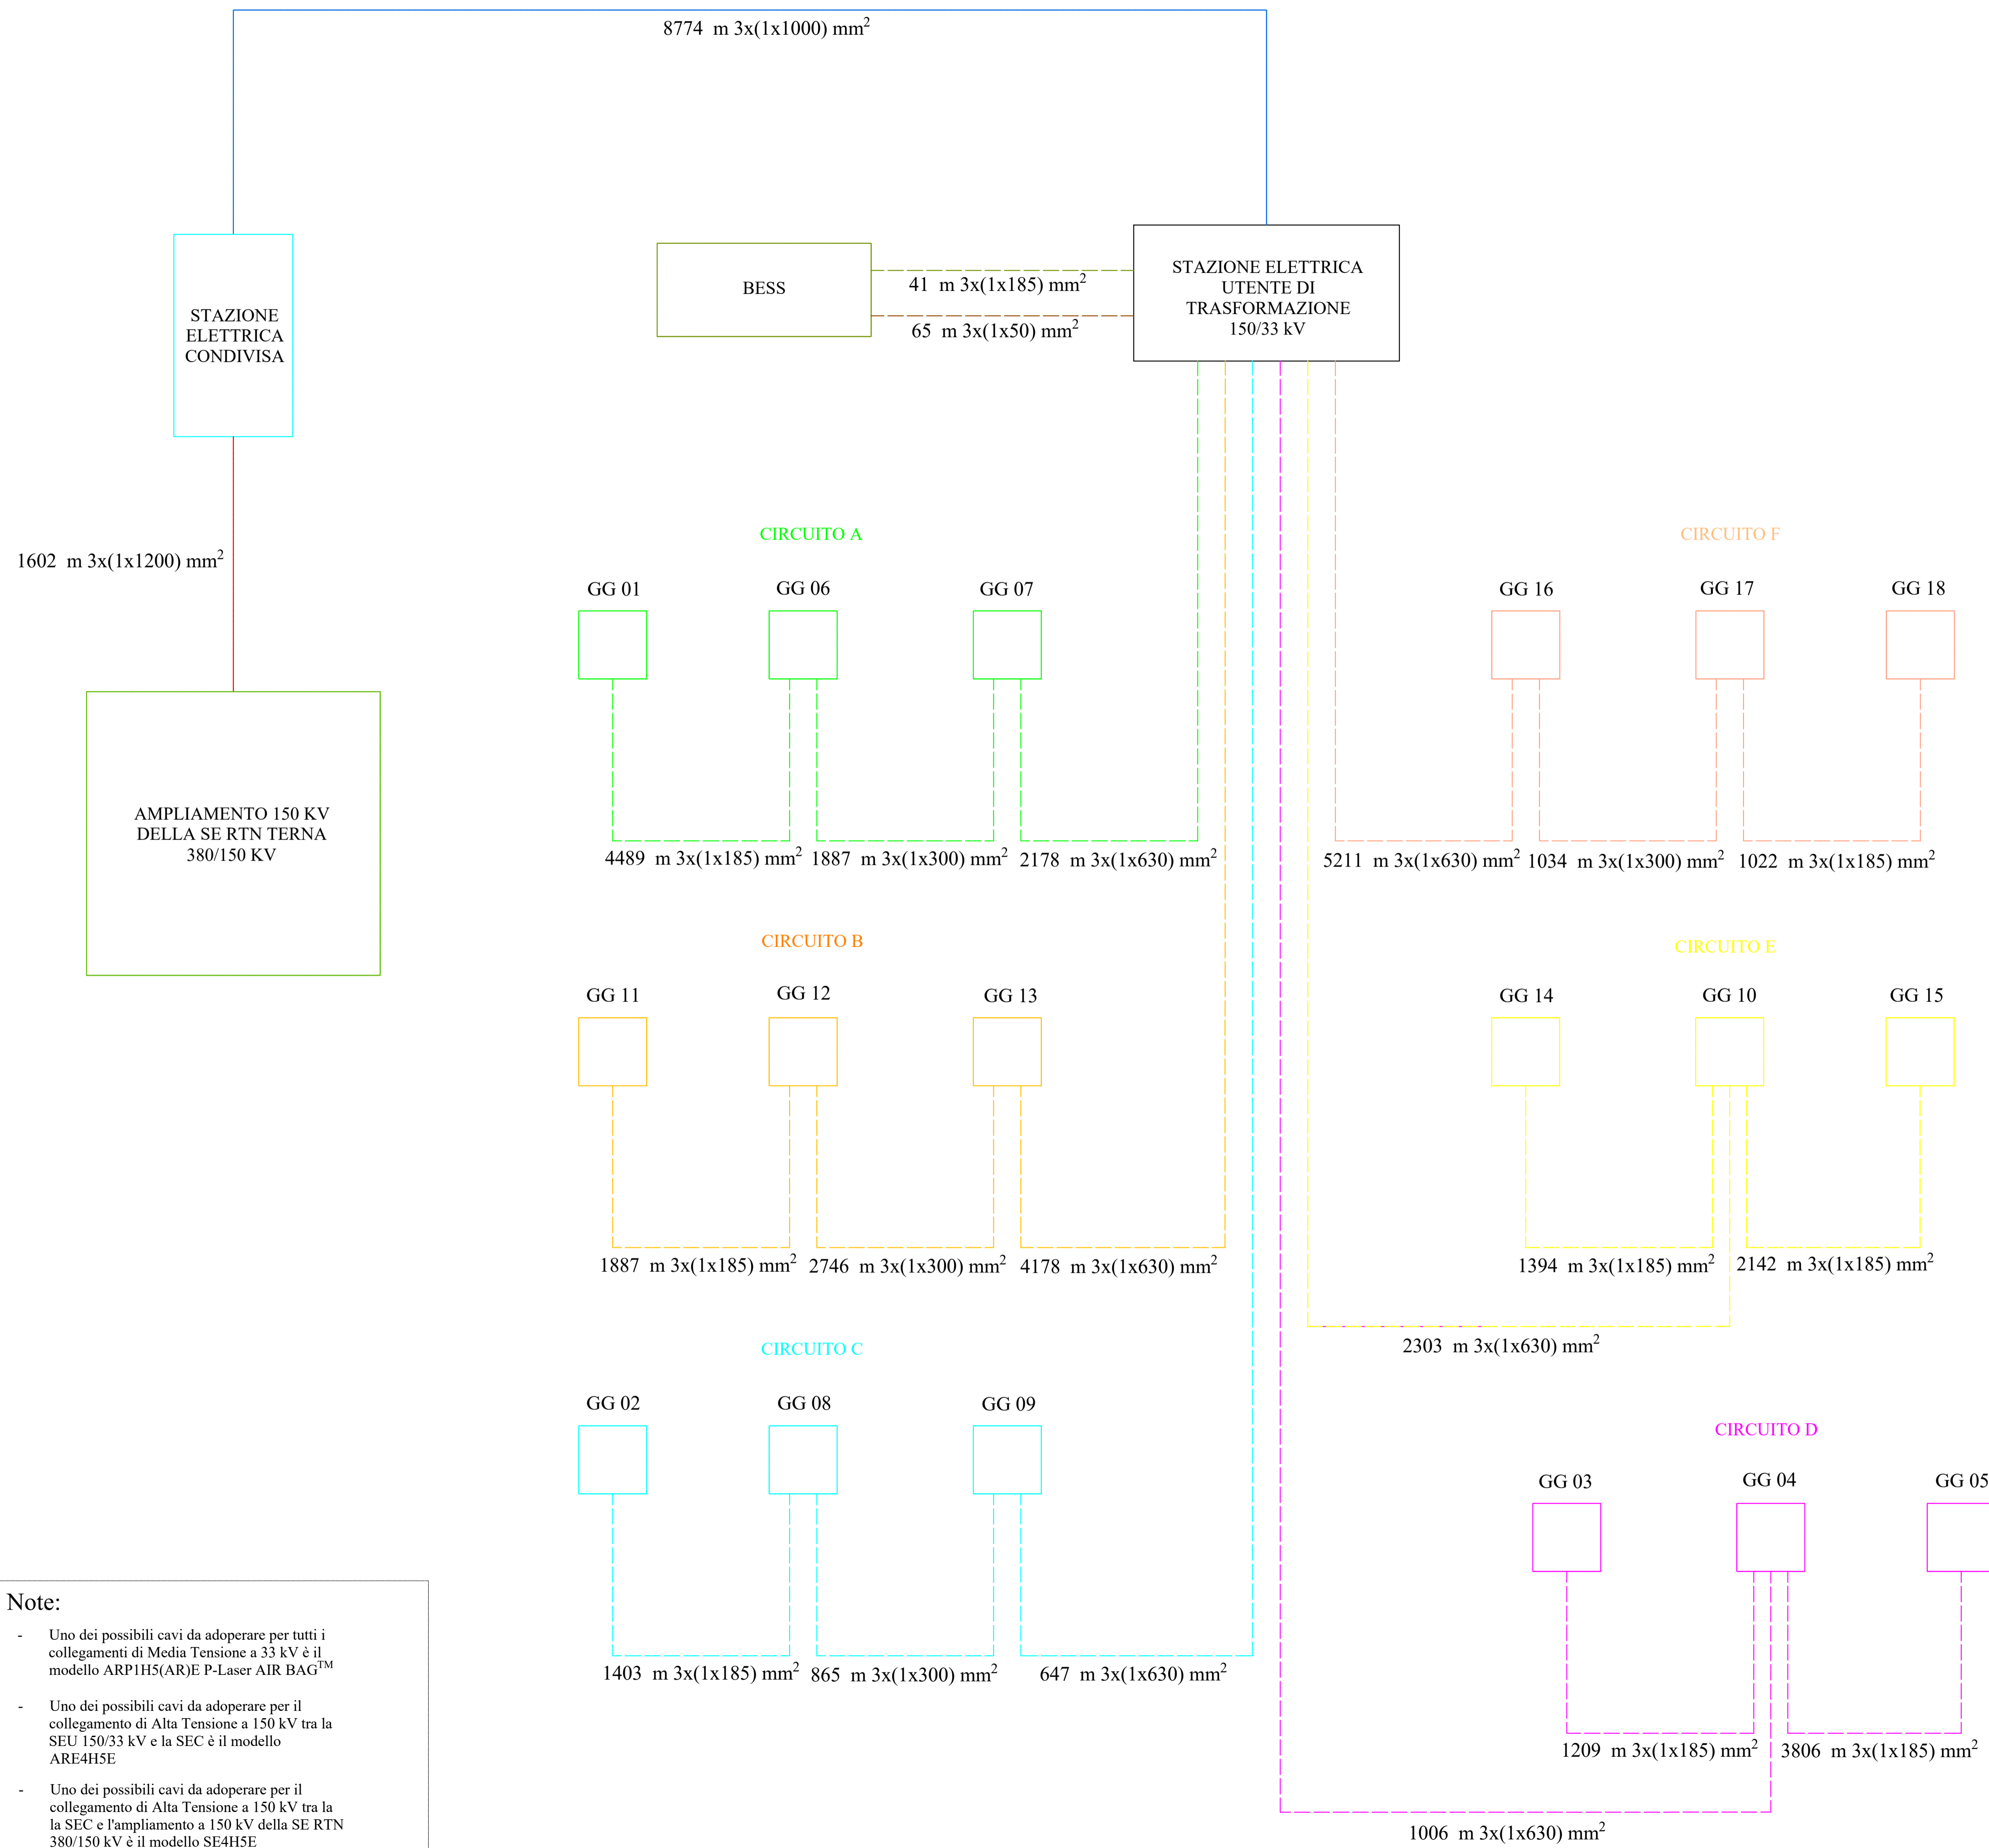 8774 m 3x(1x1000) mm²
STAZIONE
ELETTRICA
CONDIVISA
BESS
41 m 3x(1x185) mm²
65 m 3x(1x50) mm²
STAZIONE ELETTRICA
UTENTE DI
TRASFORMAZIONE
150/33 kV
1602 m 3x(1x1200) mm²
AMPLIAMENTO 150 KV
DELLA SE RTN TERNA
380/150 KV
CIRCUITO A
GG 01 GG 06 GG 07
4489 m 3x(1x185) mm² 1887 m 3x(1x300) mm² 2178 m 3x(1x630) mm²
CIRCUITO F
GG 16 GG 17 GG 18
5211 m 3x(1x630) mm² 1034 m 3x(1x300) mm² 1022 m 3x(1x185) mm²
CIRCUITO B
GG 11 GG 12 GG 13
1887 m 3x(1x185) mm² 2746 m 3x(1x300) mm² 4178 m 3x(1x630) mm²
CIRCUITO E
GG 14 GG 10 GG 15
1394 m 3x(1x185) mm² 2142 m 3x(1x185) mm²
2303 m 3x(1x630) mm²
CIRCUITO C
GG 02 GG 08 GG 09
1403 m 3x(1x185) mm² 865 m 3x(1x300) mm² 647 m 3x(1x630) mm²
CIRCUITO D
GG 03 GG 04 GG 05
1209 m 3x(1x185) mm² 3806 m 3x(1x185) mm²
1006 m 3x(1x630) mm²
Note:
- Uno dei possibili cavi da adoperare per tutti i
collegamenti di Media Tensione a 33 kV è il
modello ARP1H5(AR)E P-Laser AIR BAG™
- Uno dei possibili cavi da adoperare per il
collegamento di Alta Tensione a 150 kV tra la
SEU 150/33 kV e la SEC è il modello
ARE4H5E
- Uno dei possibili cavi da adoperare per il
collegamento di Alta Tensione a 150 kV tra la
la SEC e l'ampliamento a 150 kV della SE RTN
380/150 kV è il modello SE4H5E